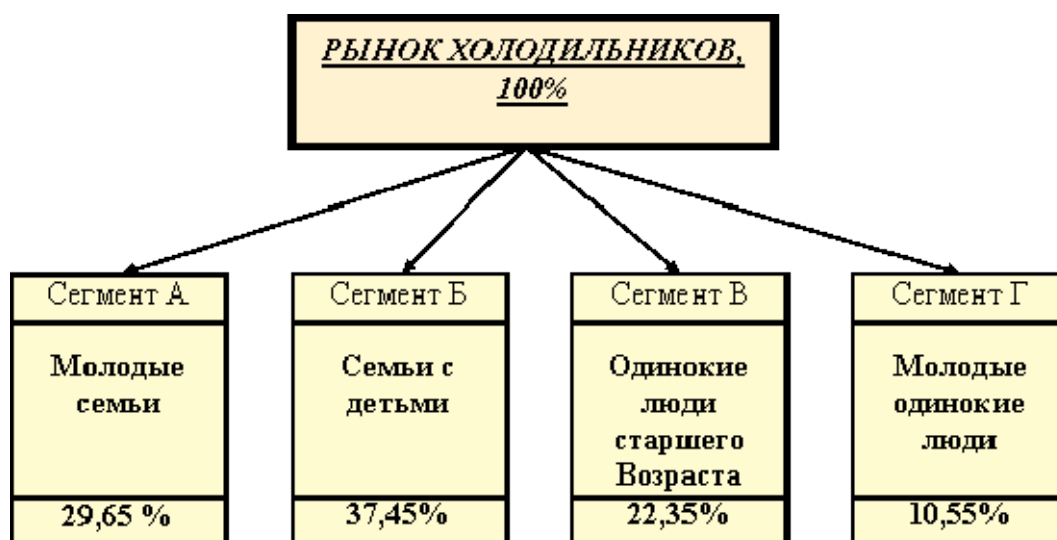 РЫНОК ХОЛОДИЛЬНИКОВ,
100%
Сегмент А
Молодые
семьи
29,65 %
Сегмент Б
Семьи с
детьми
37,45%
Сегмент В
Одинокие
люди
старшего
Возраста
22,35%
Сегмент Г
Молодые
одинокие
люди
10,55%